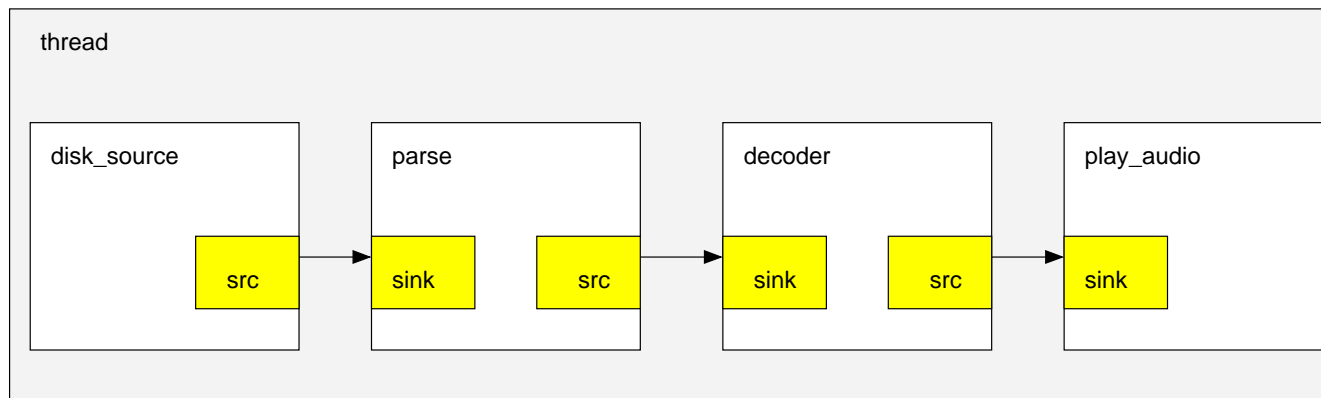 thread
disk_source
parse
decoder
play_audio
src
sink
src
sink
src
sink